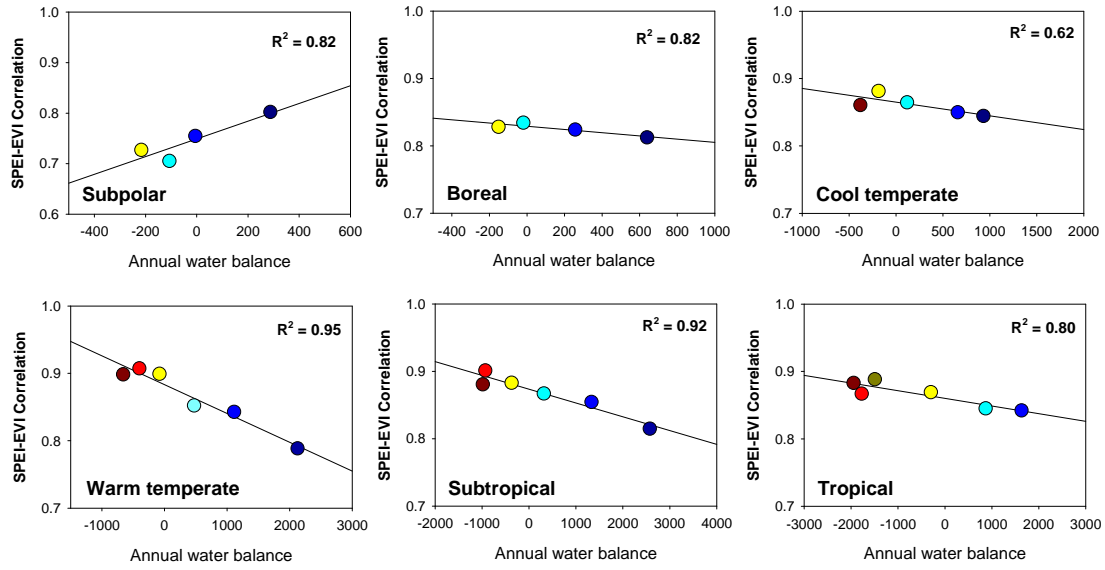 1.0
0.9
0.8
0.7
0.6
SPEI-EVI Correlation
R² = 0.82
Subpolar
-400 -200 0 200 400 600
Annual water balance
1.0
0.9
0.8
0.7
SPEI-EVI Correlation
R² = 0.82
Boreal
-400 -200 0 200 400 600 800 1000
Annual water balance
1.0
0.9
0.8
0.7
SPEI-EVI Correlation
R² = 0.62
Cool temperate
-1000 -500 0 500 1000 1500 2000
Annual water balance
1.0
0.9
0.8
0.7
SPEI-EVI Correlation
R² = 0.95
Warm temperate
-1000 0 1000 2000 3000
Annual water balance
1.0
0.9
0.8
0.7
SPEI-EVI Correlation
R² = 0.92
Subtropical
-2000 -1000 0 1000 2000 3000 4000
Annual water balance
1.0
0.9
0.8
0.7
SPEI-EVI Correlation
R² = 0.80
Tropical
-3000 -2000 -1000 0 1000 2000 3000
Annual water balance